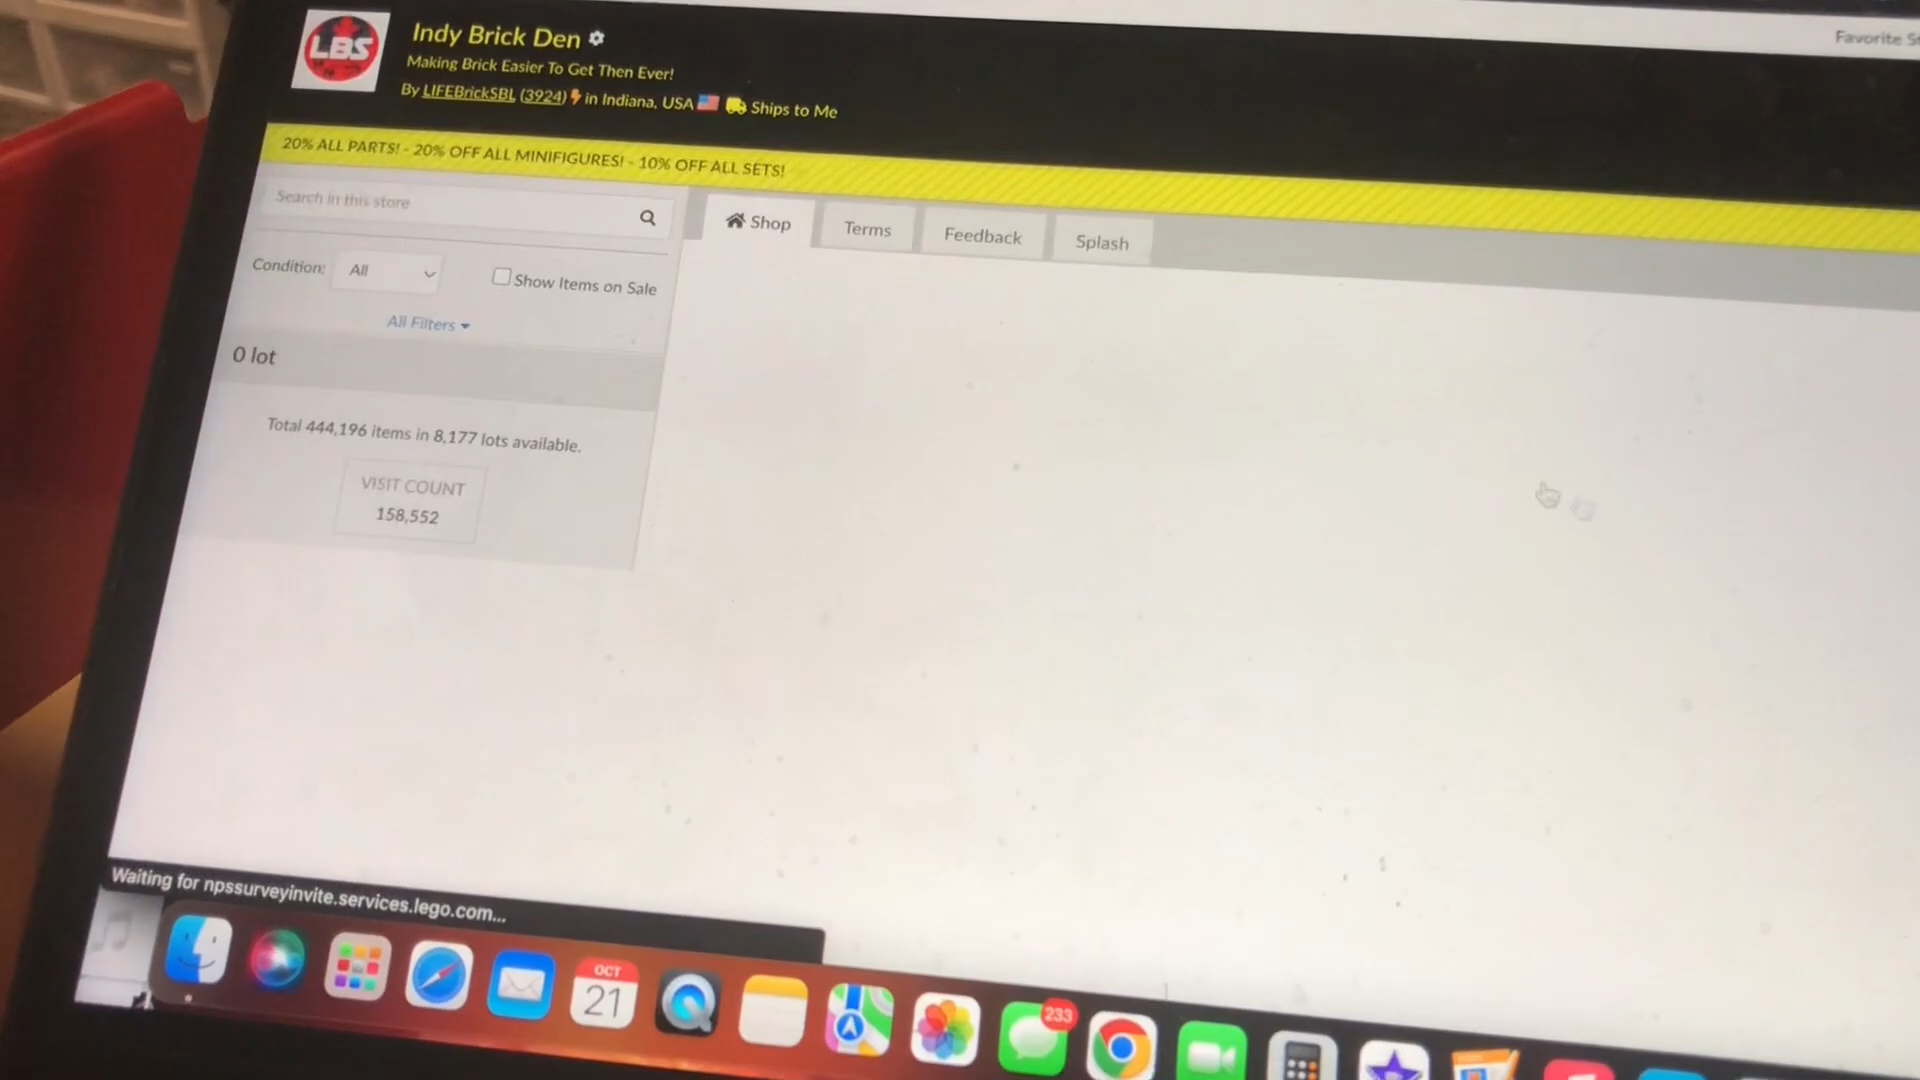 LBS
Indy Brick Den
Making Brick Easier To Get Then Ever!
By LIFEBrickSBL (3924) in Indiana, USA Ships to Me
Favorite S
20% ALL PARTS! - 20% OFF ALL MINIFIGURES! - 10% OFF ALL SETS!
Search in this store
Shop
Terms
Feedback
Splash
Condition: All
Show Items on Sale
All Filters
0 lot
Total 444,196 items in 8,177 lots available.
VISIT COUNT
158,552
Waiting for npssurveyinvite.services.lego.com...
OCT
21
233